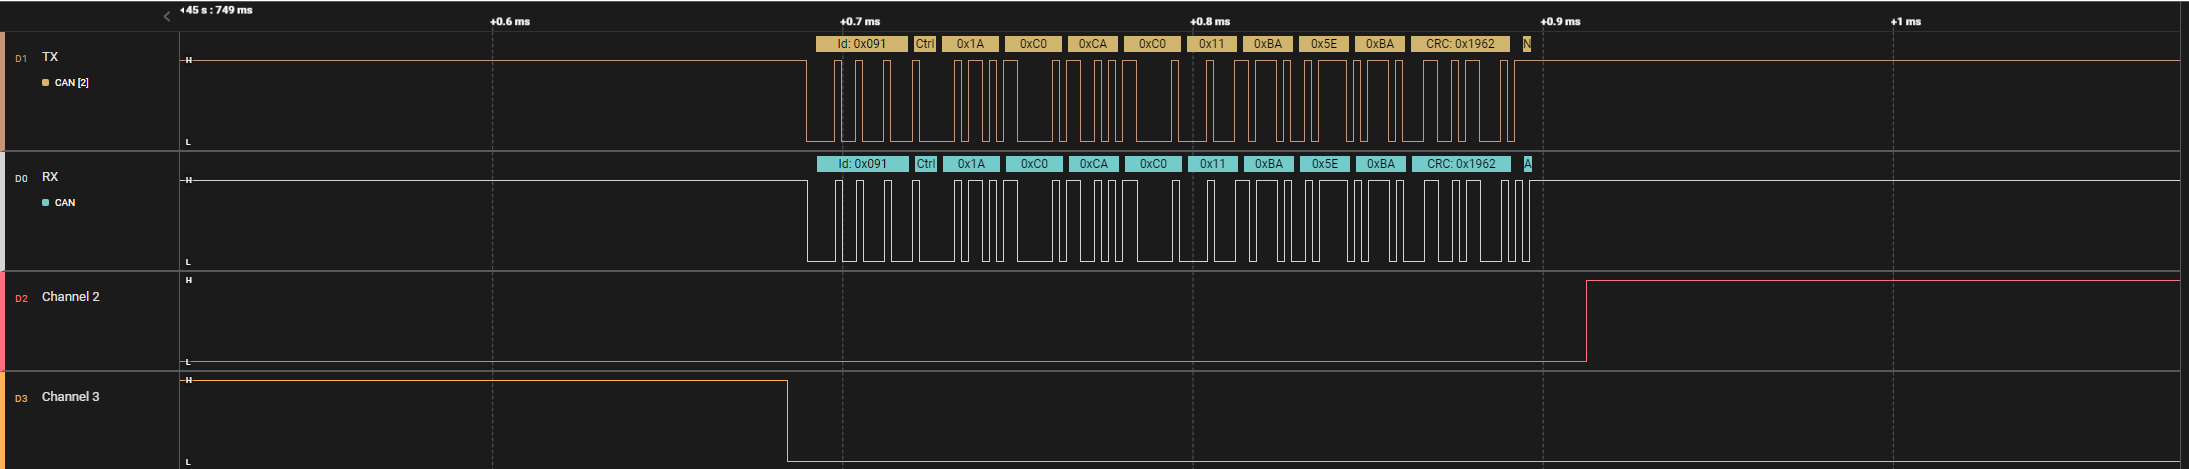 45 s : 749 ms
+0.6 ms +0.7 ms +0.8 ms +0.9 ms +1 ms
D1 TX
CAN [2]
H
L
Id: 0x091 Ctrl 0x1A 0xC0 0xCA 0xC0 0x11 0xBA 0x5E 0xBA CRC: 0x1962 N
D0 RX
CAN
H
L
Id: 0x091 Ctrl 0x1A 0xC0 0xCA 0xC0 0x11 0xBA 0x5E 0xBA CRC: 0x1962 A
D2 Channel 2
H
L
D3 Channel 3
H
L